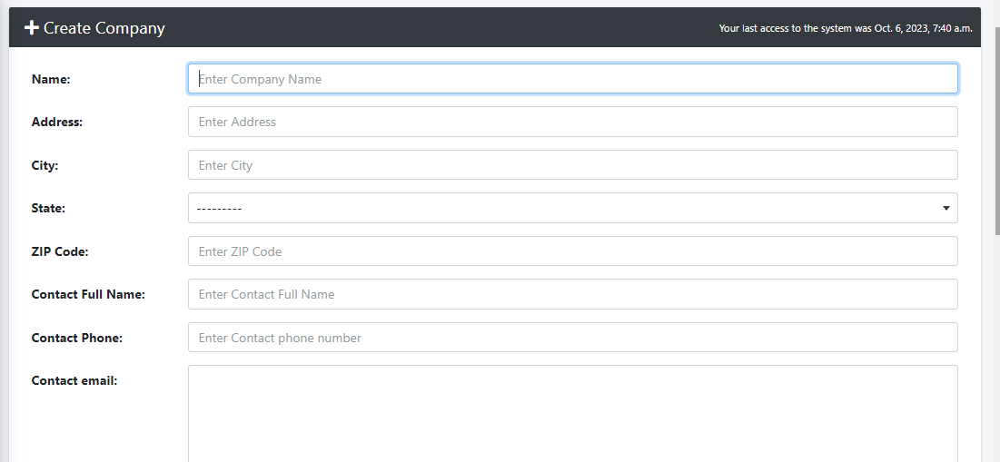 Create Company
Your last access to the system was Oct. 6, 2023, 7:40 a.m.
Name: Enter Company Name
Address: Enter Address
City: Enter City
State: ---------
ZIP Code: Enter ZIP Code
Contact Full Name: Enter Contact Full Name
Contact Phone: Enter Contact phone number
Contact email: